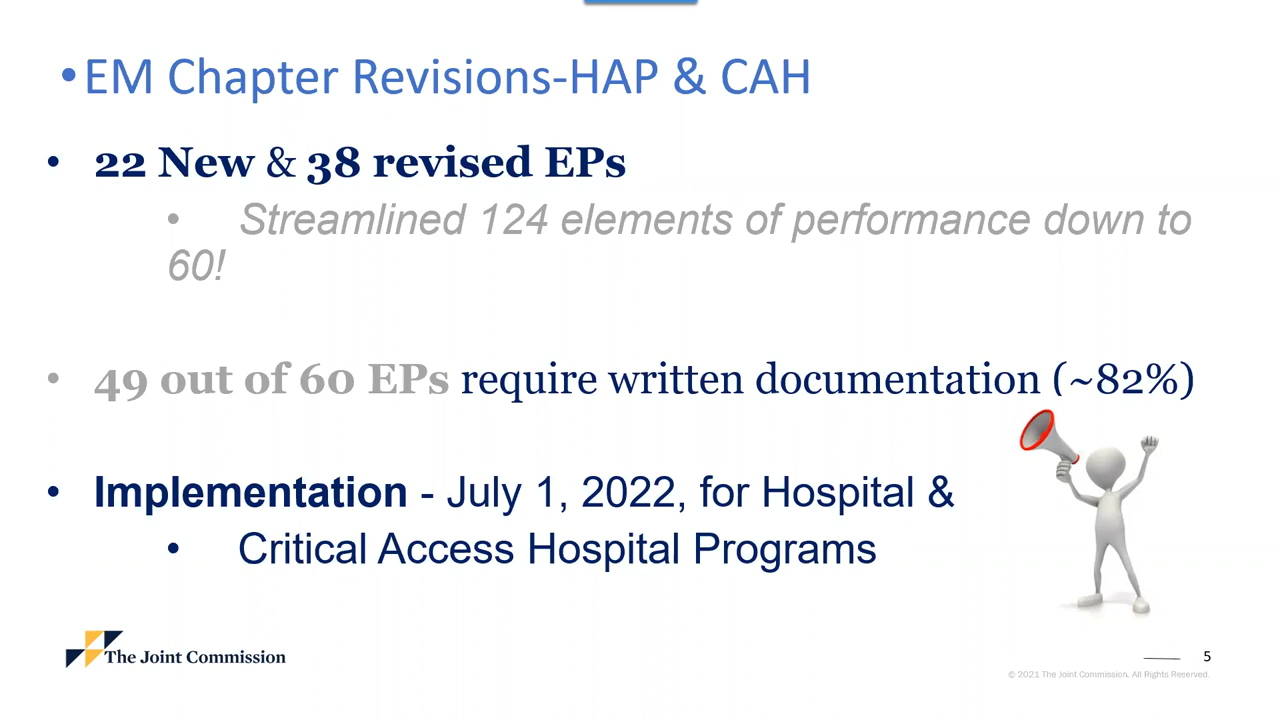 • EM Chapter Revisions-HAP & CAH
• 22 New & 38 revised EPs
• Streamlined 124 elements of performance down to
60!
• 49 out of 60 EPs require written documentation (~82%)
• Implementation - July 1, 2022, for Hospital &
• Critical Access Hospital Programs
The Joint Commission
5
© 2021 The Joint Commission. All Rights Reserved.